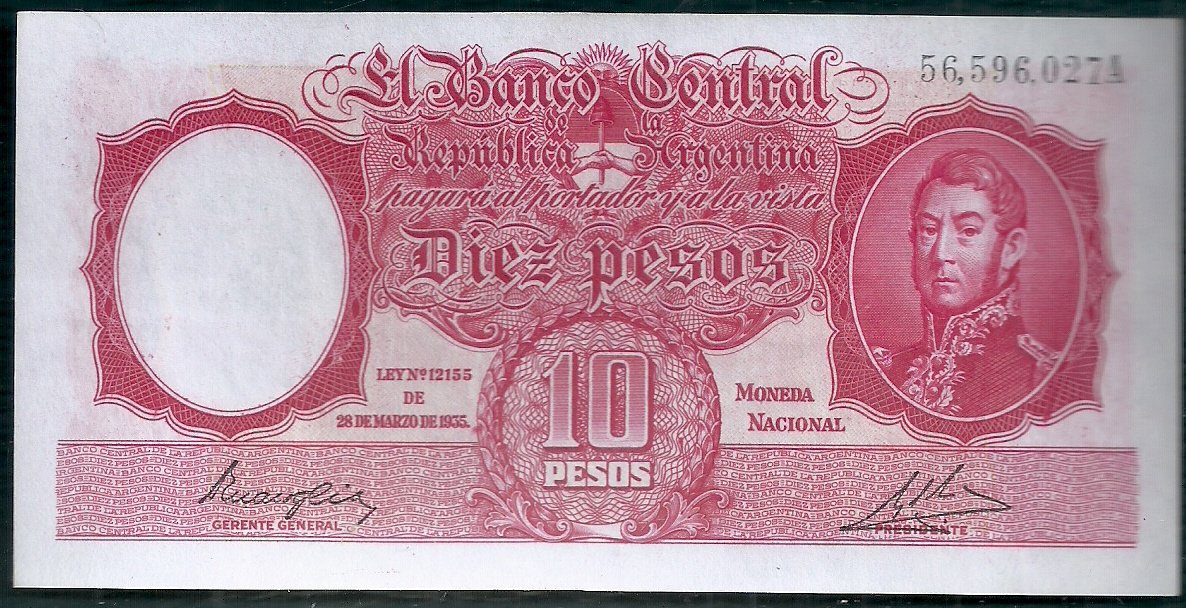 56,596.027A
El Banco Central
de la
República Argentina
pagará al portador y a la vista
Diez pesos
LEY Nº 12155
DE
28 DE MARZO DE 1935.
10
PESOS
MONEDA
NACIONAL
GERENTE GENERAL
PRESIDENTE